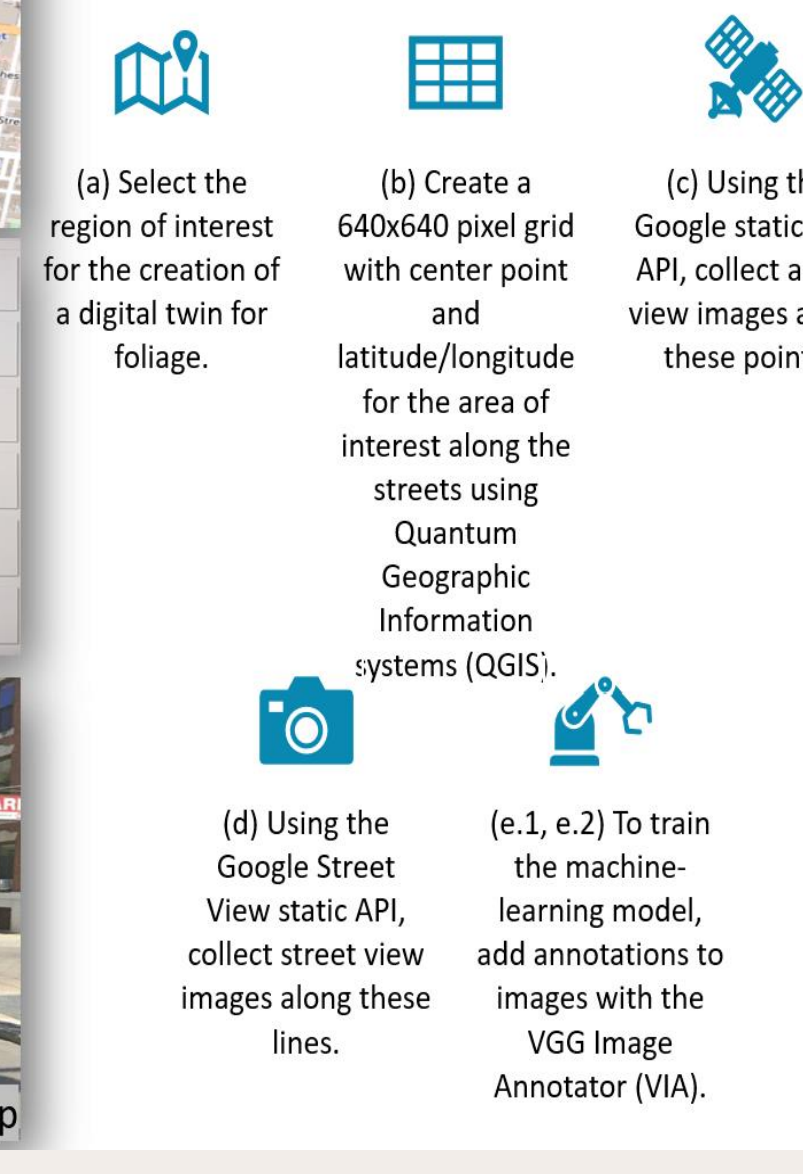 (a) Select the
region of interest
for the creation of
a digital twin for
foliage.
(b) Create a
640x640 pixel grid
with center point
and
latitude/longitude
for the area of
interest along the
streets using
Quantum
Geographic
Information
systems (QGIS).
(c) Using
Google static
API, collect
view images
these
(d) Using the
Google Street
View static API,
collect street view
images along these
lines.
(e.1, e.2) To train
the machine-
learning model,
add annotations to
images with the
VGG Image
Annotator (VIA).